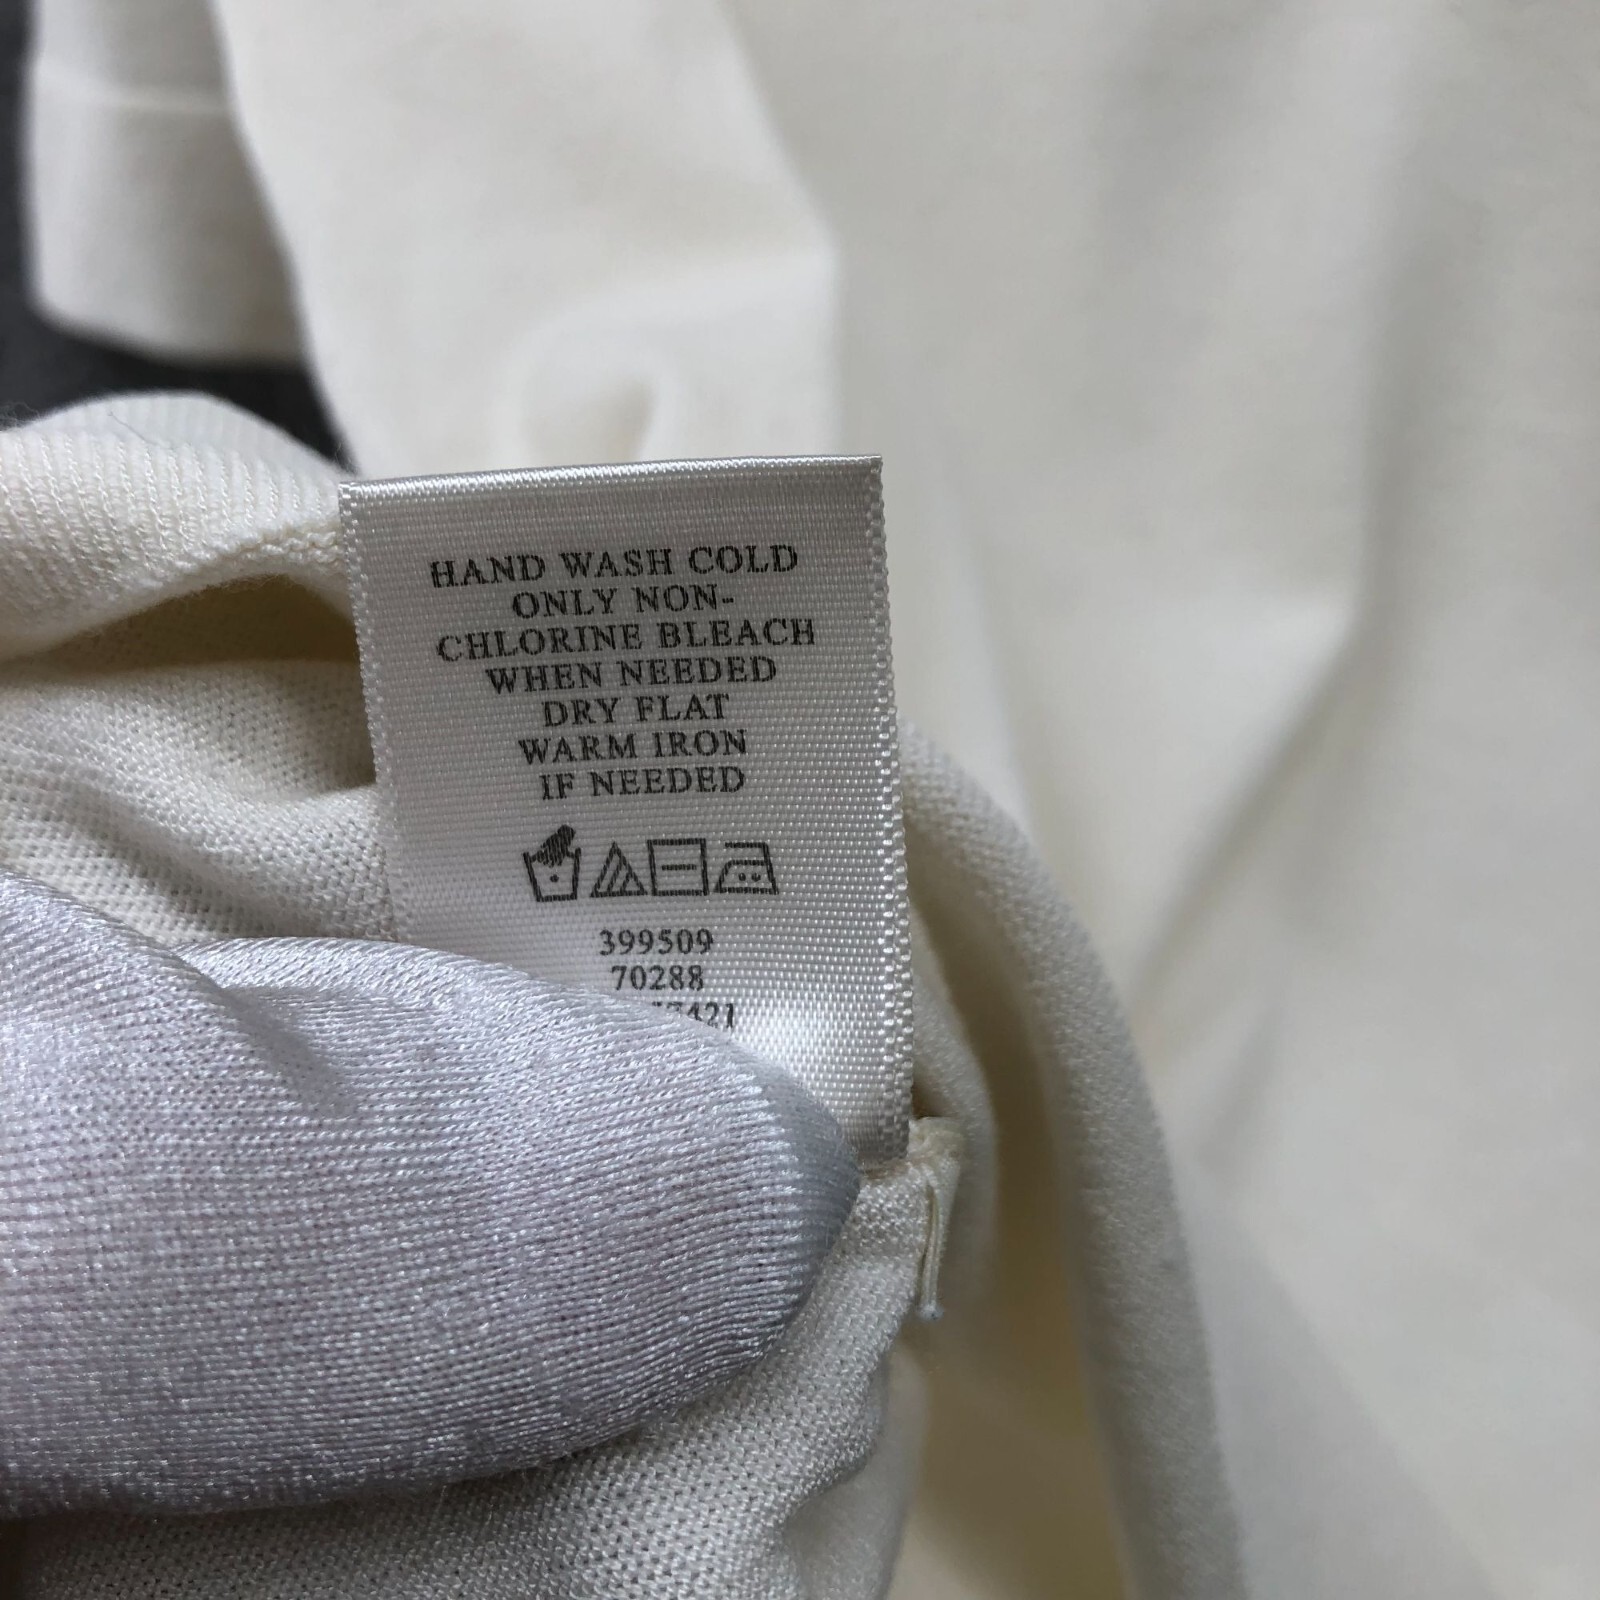 HAND WASH COLD
ONLY NON-
CHLORINE BLEACH
WHEN NEEDED
DRY FLAT
WARM IRON
IF NEEDED
399509
70288